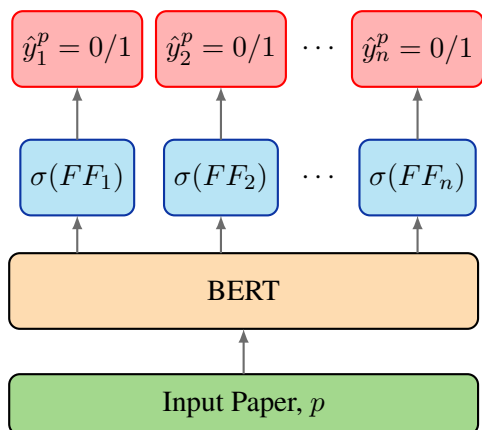 ŷ₁ᵖ = 0/1 ŷ₂ᵖ = 0/1 ··· ŷₙᵖ = 0/1
σ(FF₁) σ(FF₂) ··· σ(FFₙ)
BERT
Input Paper, p